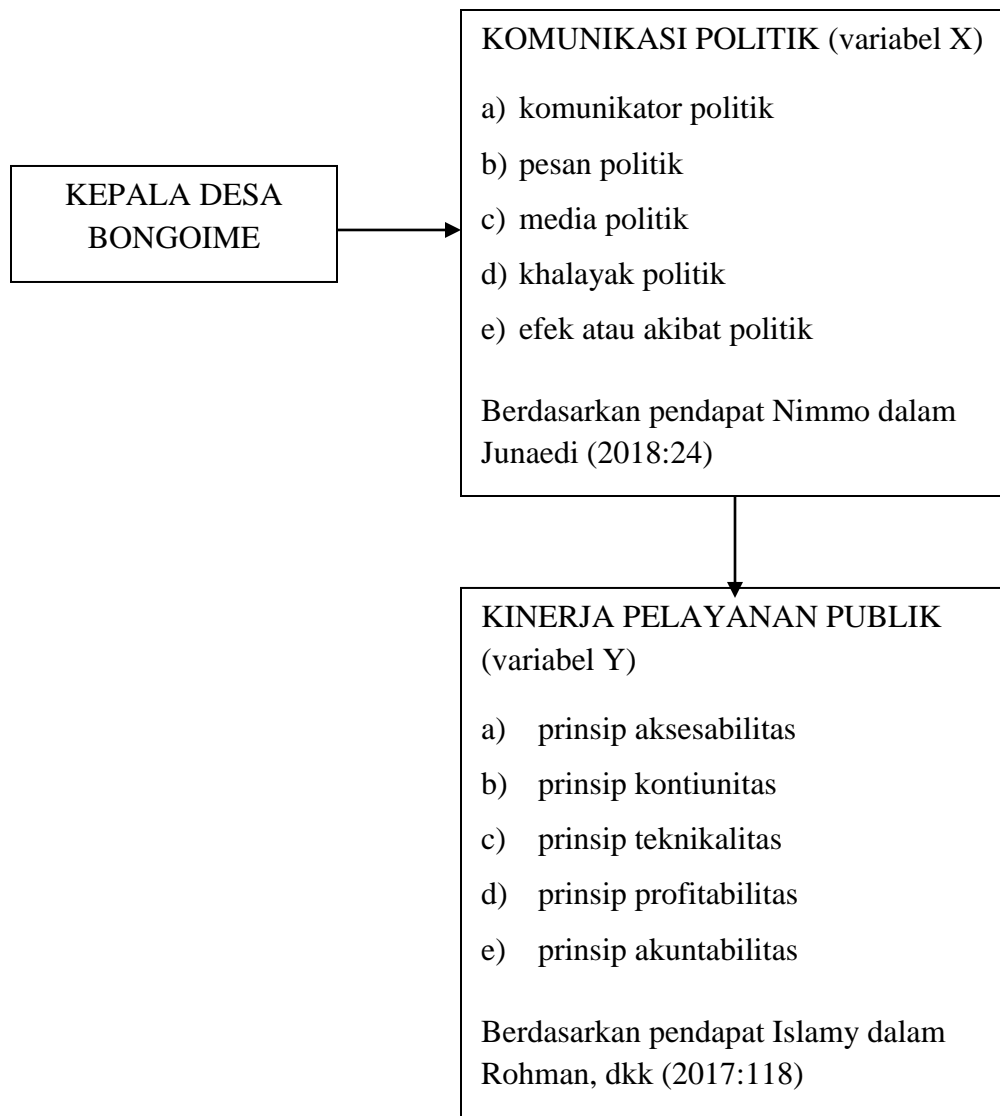 KEPALA DESA
BONGOIME
KOMUNIKASI POLITIK (variabel X)
a) komunikator politik
b) pesan politik
c) media politik
d) khalayak politik
e) efek atau akibat politik
Berdasarkan pendapat Nimmo dalam
Junaedi (2018:24)
KINERJA PELAYANAN PUBLIK
(variabel Y)
a) prinsip aksesabilitas
b) prinsip kontiunitas
c) prinsip teknikalitas
d) prinsip profitabilitas
e) prinsip akuntabilitas
Berdasarkan pendapat Islamy dalam
Rohman, dkk (2017:118)